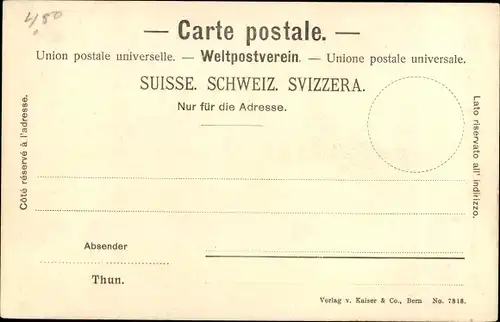 4/50
— Carte postale. —
Union postale universelle. — Weltpostverein. — Unione postale universale.
SUISSE. SCHWEIZ. SVIZZERA.
Nur für die Adresse.
Côté réservé à l'adresse.
Lato riservato all' indirizzo.
Absender
Thun.
Verlag v. Kaiser & Co., Bern No. 7818.